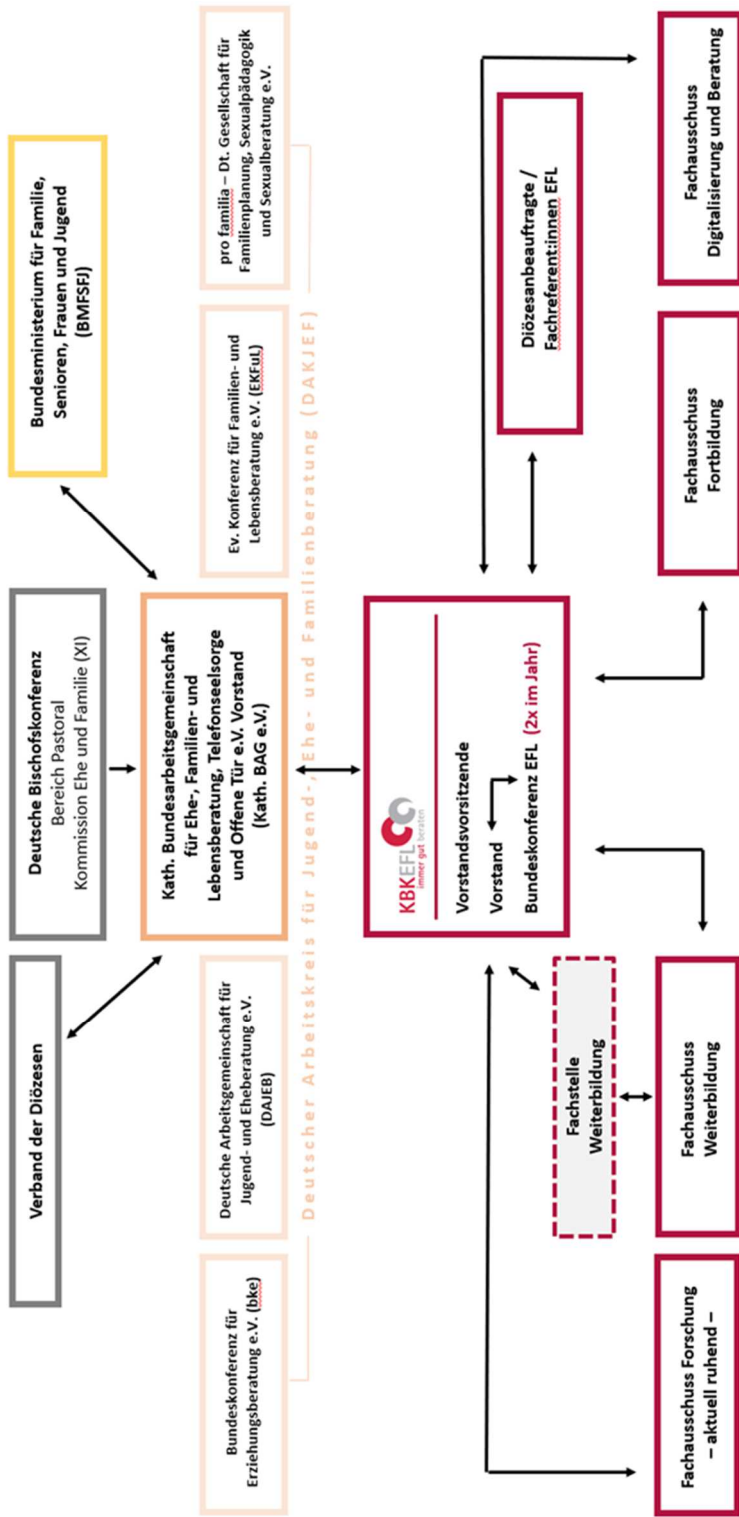 Verband der Diözesen
Deutsche Bischofskonferenz
Bereich Pastoral
Kommission Ehe und Familie (XI)
Bundesministerium für Familie,
Senioren, Frauen und Jugend
(BMFSFJ)
Bundeskonferenz für
Erziehungsberatung e.V. (bke)
Deutsche Arbeitsgemeinschaft für
Jugend- und Eheberatung e.V.
(DAJEB)
Kath. Bundesarbeitsgemeinschaft
für Ehe-, Familien- und
Lebensberatung, Telefonseelsorge
und Offene Tür e.V. Vorstand
(Kath. BAG e.V.)
Ev. Konferenz für Familien- und
Lebensberatung e.V. (EKFuL)
pro familia – Dt. Gesellschaft für
Familienplanung, Sexualpädagogik
und Sexualberatung e.V.
Deutscher Arbeitskreis für Jugend-, Ehe- und Familienberatung (DAKJEF)
KBKEFL
immer gut beraten
Vorstandsvorsitzende
Vorstand
Bundeskonferenz EFL (2x im Jahr)
Diözesanbeauftragte /
Fachreferent:innen EFL
Fachstelle
Weiterbildung
Fachausschuss Forschung
– aktuell ruhend –
Fachausschuss
Weiterbildung
Fachausschuss
Fortbildung
Fachausschuss
Digitalisierung und Beratung